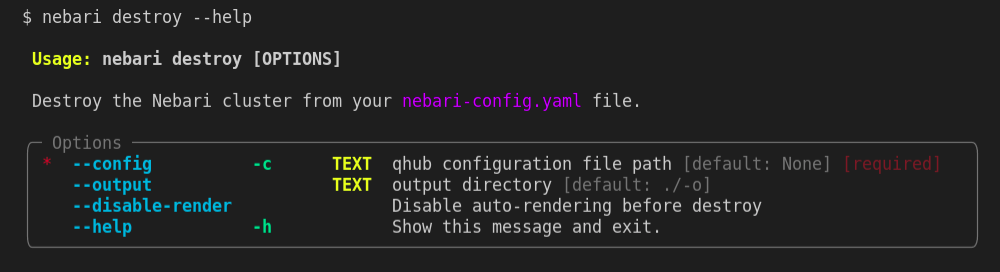 $ nebari destroy --help
Usage: nebari destroy [OPTIONS]
Destroy the Nebari cluster from your nebari-config.yaml file.
Options
* --config -c TEXT qhub configuration file path [default: None] [required]
--output TEXT output directory [default: ./-o]
--disable-render Disable auto-rendering before destroy
--help -h Show this message and exit.